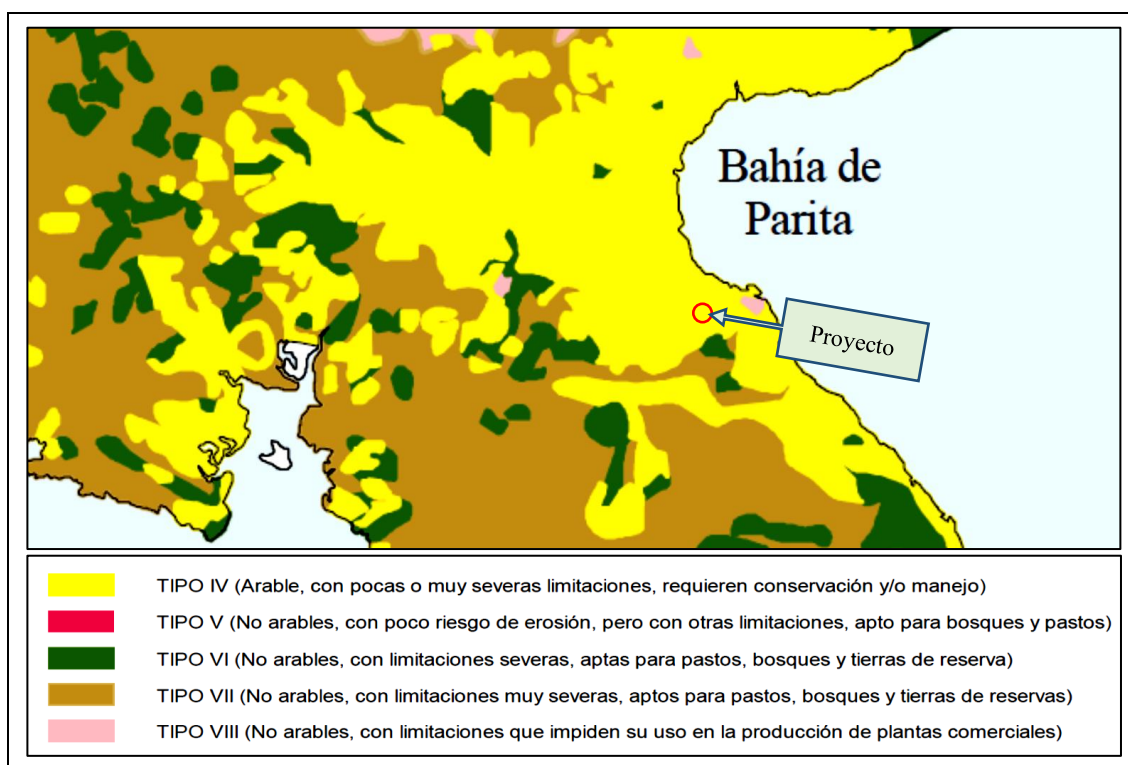 Bahía de
Parita
Proyecto
TIPO IV (Arable, con pocas o muy severas limitaciones, requieren conservación y/o manejo)
TIPO V (No arables, con poco riesgo de erosión, pero con otras limitaciones, apto para bosques y pastos)
TIPO VI (No arables, con limitaciones severas, aptas para pastos, bosques y tierras de reserva)
TIPO VII (No arables, con limitaciones muy severas, aptos para pastos, bosques y tierras de reservas)
TIPO VIII (No arables, con limitaciones que impiden su uso en la producción de plantas comerciales)